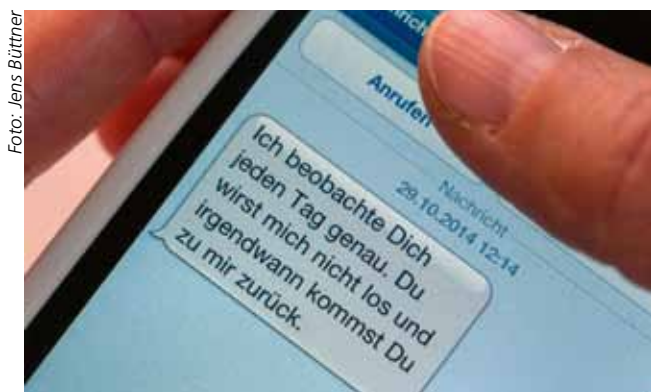 Foto: Jens Büttner
Anrufen
Nachricht
29.10.2014 12:14
Ich beobachte Dich
jeden Tag genau. Du
wirst mich nicht los und
irgendwann kommst Du
zu mir zurück.